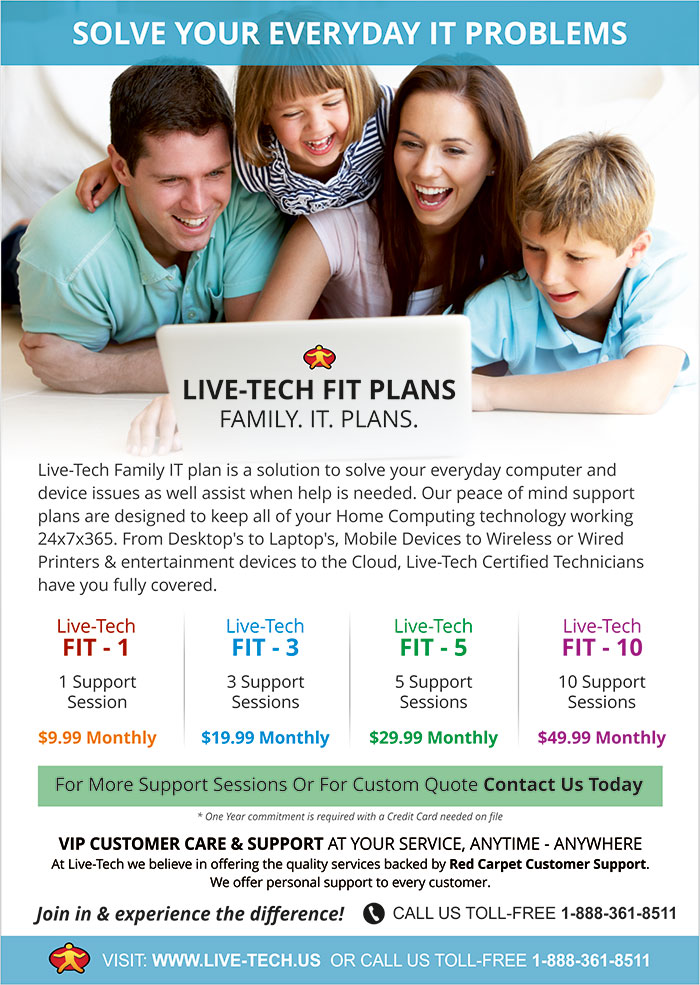 SOLVE YOUR EVERYDAY IT PROBLEMS
LIVE-TECH FIT PLANS
FAMILY. IT. PLANS.
Live-Tech Family IT plan is a solution to solve your everyday computer and
device issues as well assist when help is needed. Our peace of mind support
plans are designed to keep all of your Home Computing technology working
24x7x365. From Desktop's to Laptop's, Mobile Devices to Wireless or Wired
Printers & entertainment devices to the Cloud, Live-Tech Certified Technicians
have you fully covered.
Live-Tech
FIT - 1
1 Support
Session
$9.99 Monthly
Live-Tech
FIT - 3
3 Support
Sessions
$19.99 Monthly
Live-Tech
FIT - 5
5 Support
Sessions
$29.99 Monthly
Live-Tech
FIT - 10
10 Support
Sessions
$49.99 Monthly
For More Support Sessions Or For Custom Quote Contact Us Today
* One Year commitment is required with a Credit Card needed on file
VIP CUSTOMER CARE & SUPPORT AT YOUR SERVICE, ANYTIME - ANYWHERE
At Live-Tech we believe in offering the quality services backed by Red Carpet Customer Support.
We offer personal support to every customer.
Join in & experience the difference! CALL US TOLL-FREE 1-888-361-8511
VISIT: WWW.LIVE-TECH.US OR CALL US TOLL-FREE 1-888-361-8511